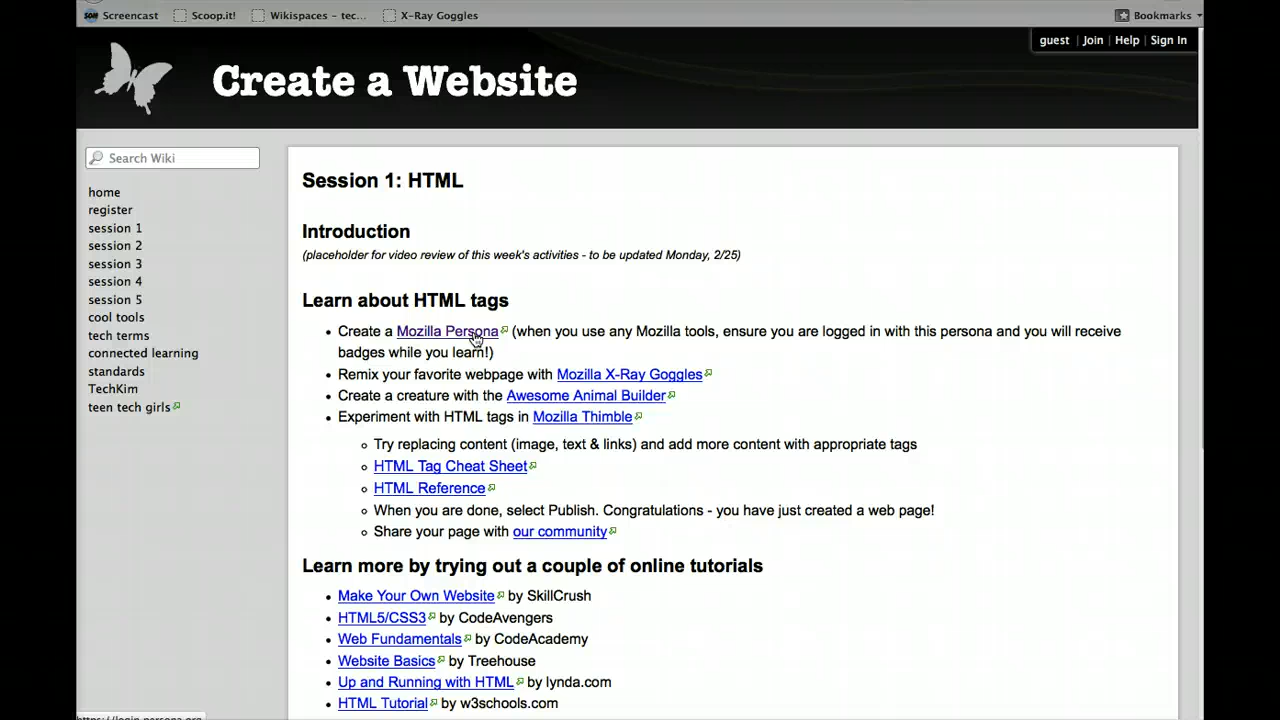 Screencast Scoop.it! Wikispaces – tec... X-Ray Goggles Bookmarks
guest Join Help Sign In
Create a Website
Search Wiki
home
register
session 1
session 2
session 3
session 4
session 5
cool tools
tech terms
connected learning
standards
TechKim
teen tech girls
Session 1: HTML
Introduction
(placeholder for video review of this week's activities - to be updated Monday, 2/25)
Learn about HTML tags
• Create a Mozilla Persona (when you use any Mozilla tools, ensure you are logged in with this persona and you will receive
badges while you learn!)
• Remix your favorite webpage with Mozilla X-Ray Goggles
• Create a creature with the Awesome Animal Builder
• Experiment with HTML tags in Mozilla Thimble
Try replacing content (image, text & links) and add more content with appropriate tags
HTML Tag Cheat Sheet
HTML Reference
When you are done, select Publish. Congratulations - you have just created a web page!
Share your page with our community
Learn more by trying out a couple of online tutorials
• Make Your Own Website by SkillCrush
• HTML5/CSS3 by CodeAvengers
• Web Fundamentals by CodeAcademy
• Website Basics by Treehouse
• Up and Running with HTML by lynda.com
• HTML Tutorial by w3schools.com